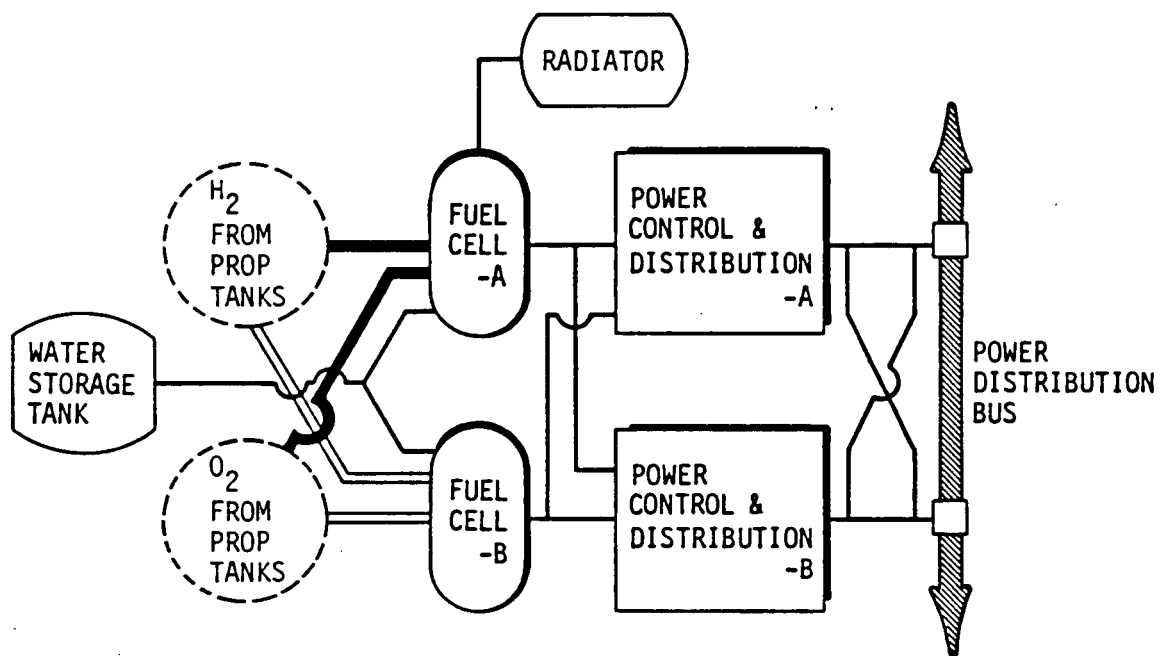 RADIATOR
H2
FROM
PROP
TANKS
FUEL
CELL
-A
POWER
CONTROL &
DISTRIBUTION
-A
WATER
STORAGE
TANK
POWER
DISTRIBUTION
BUS
O2
FROM
PROP
TANKS
FUEL
CELL
-B
POWER
CONTROL &
DISTRIBUTION
-B